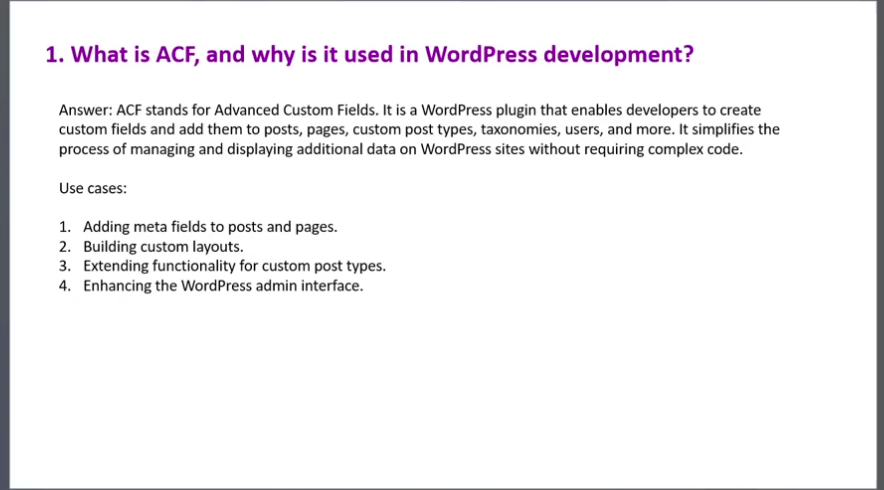 1. What is ACF, and why is it used in WordPress development?
Answer: ACF stands for Advanced Custom Fields. It is a WordPress plugin that enables developers to create
custom fields and add them to posts, pages, custom post types, taxonomies, users, and more. It simplifies the
process of managing and displaying additional data on WordPress sites without requiring complex code.
Use cases:
1. Adding meta fields to posts and pages.
2. Building custom layouts.
3. Extending functionality for custom post types.
4. Enhancing the WordPress admin interface.